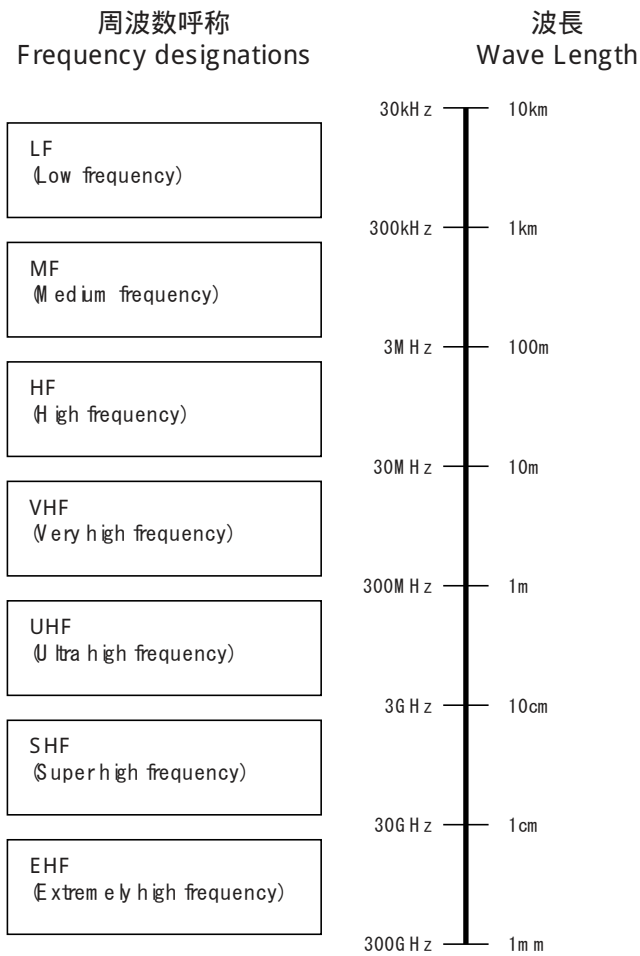 周波数呼称
Frequency designations
波長
Wave Length
30kHz
10km
LF
(Low frequency)
300kHz
1km
MF
(Medium frequency)
3MHz
100m
HF
(High frequency)
30MHz
10m
VHF
(Very high frequency)
300MHz
1m
UHF
(Ultra high frequency)
3GHz
10cm
SHF
(Super high frequency)
30GHz
1cm
EHF
(Extremely high frequency)
300GHz
1mm